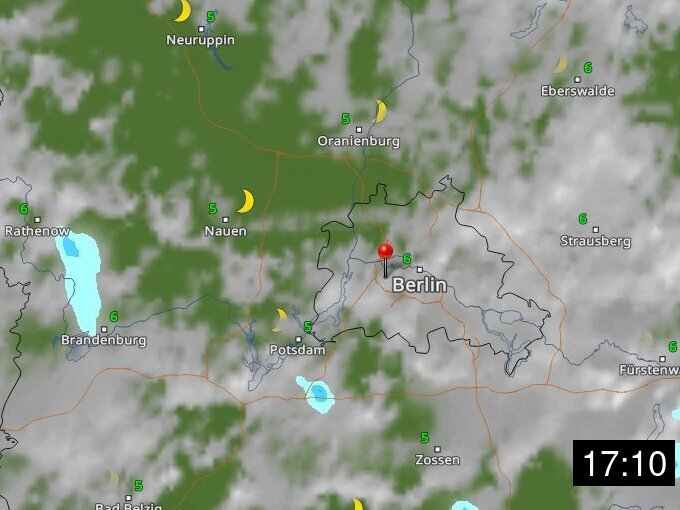 5
Neuruppin
6
Eberswalde
5
Oranienburg
6
Rathenow
5
Nauen
6
Strausberg
6
Berlin
6
Brandenburg
5
Potsdam
6
Fürstenwa
5
Zossen
17:10
5
Bad Belzig